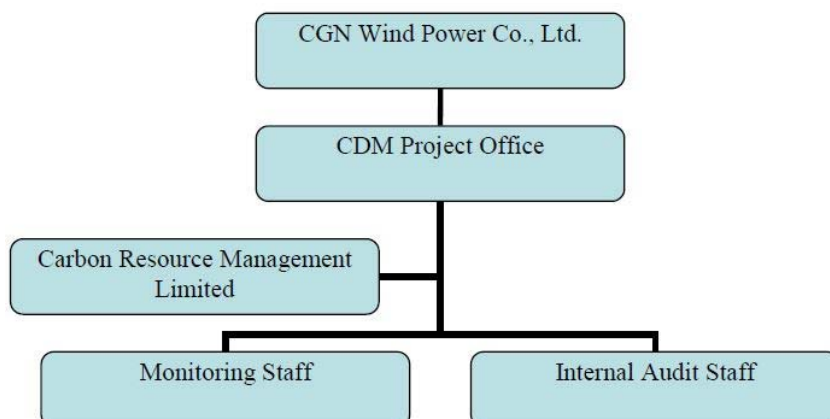 CGN Wind Power Co., Ltd.
CDM Project Office
Carbon Resource Management
Limited
Monitoring Staff
Internal Audit Staff